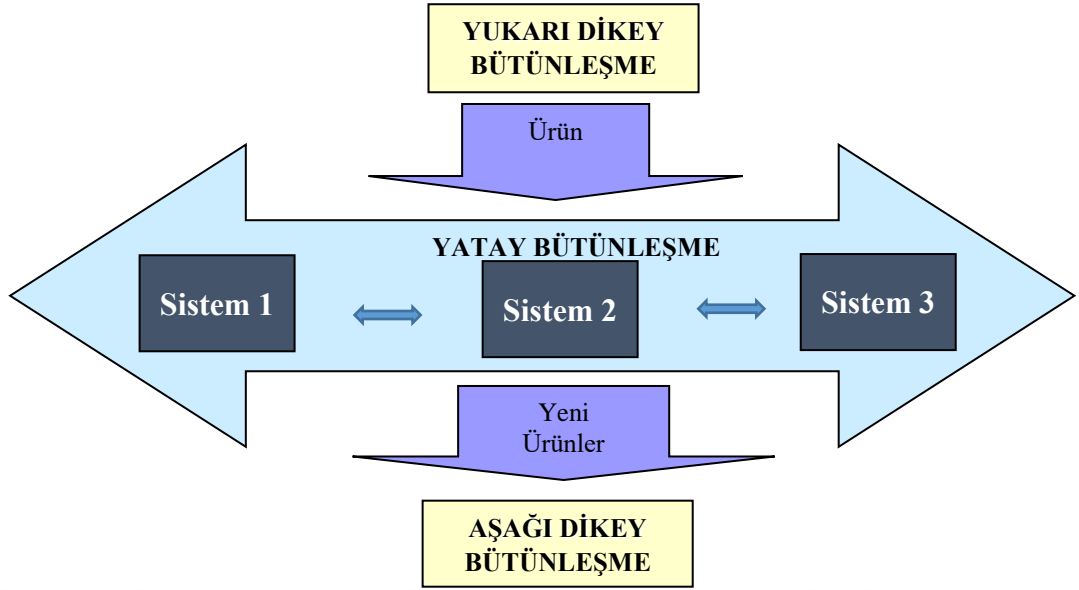 YUKARI DİKEY
BÜTÜNLEŞME
Ürün
YATAY BÜTÜNLEŞME
Sistem 1
Sistem 2
Sistem 3
Yeni
Ürünler
AŞAĞI DİKEY
BÜTÜNLEŞME